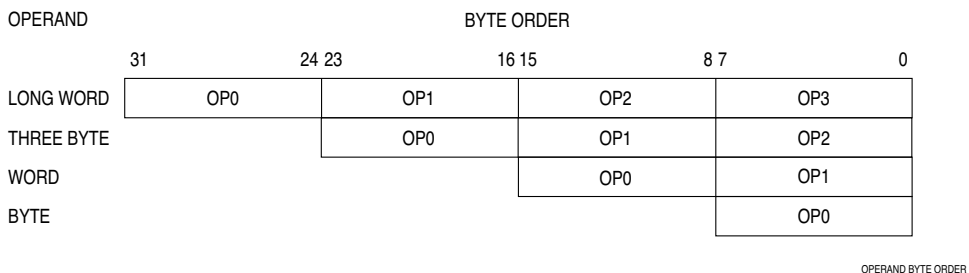 OPERAND BYTE ORDER
31 24 23 16 15 8 7 0
LONG WORD OP0 OP1 OP2 OP3
THREE BYTE OP0 OP1 OP2
WORD OP0 OP1
BYTE OP0
OPERAND BYTE ORDER